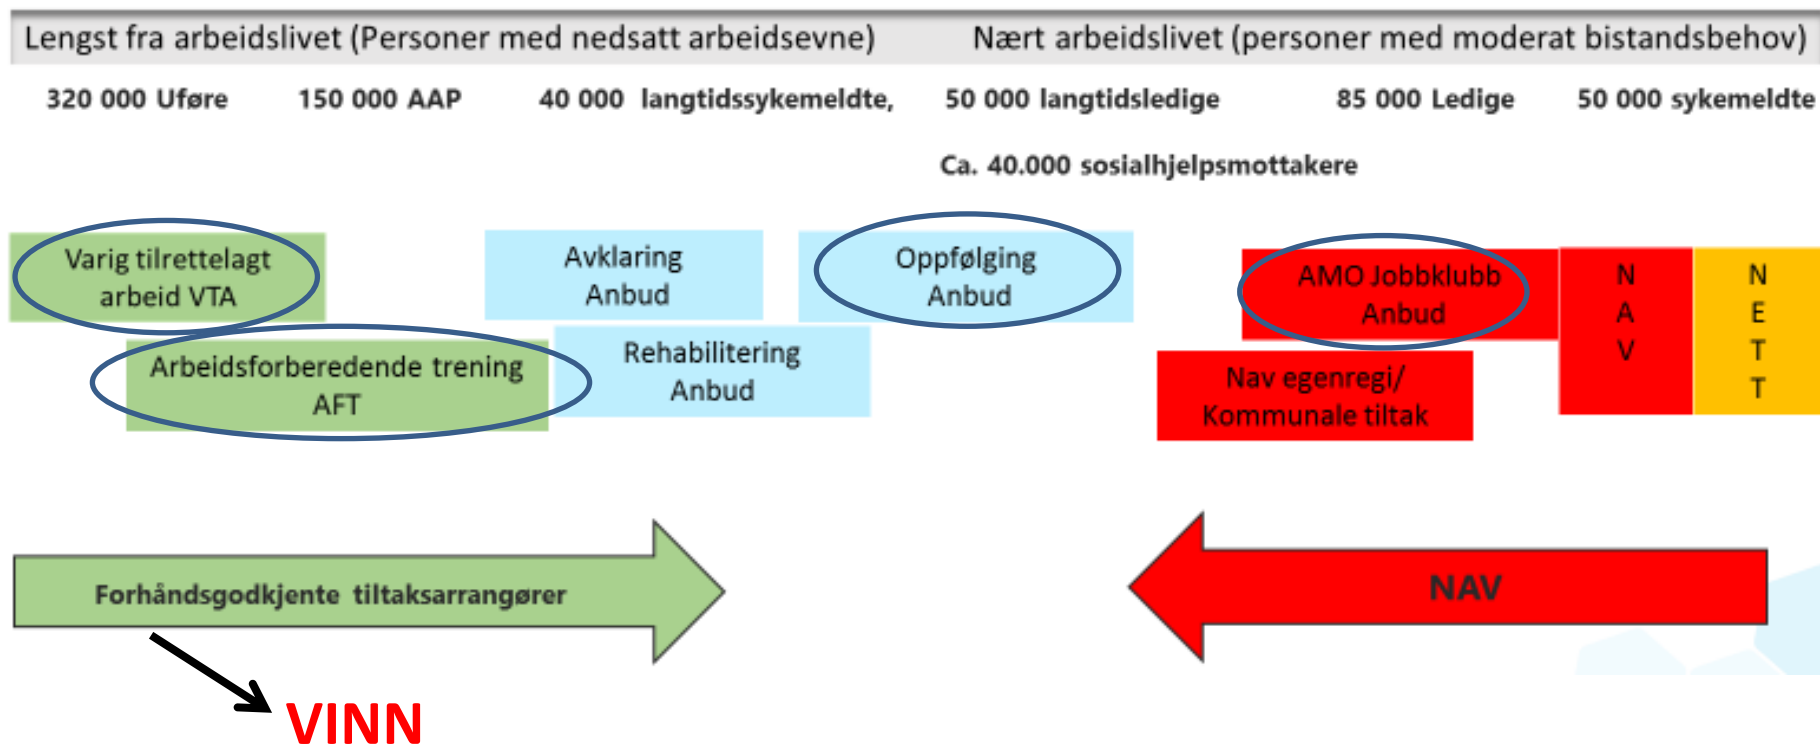 Lengst fra arbeidslivet (Personer med nedsatt arbeidsevne) Nært arbeidslivet (personer med moderat bistandsbehov)
320 000 Uføre 150 000 AAP 40 000 langtidssykemeldte, 50 000 langtidsledige 85 000 Ledige 50 000 sykemeldte
Ca. 40.000 sosialhjelpsmottakere
Varig tilrettelagt
arbeid VTA
Arbeidsforberedende trening
AFT
Avklaring
Anbud
Rehabilitering
Anbud
Oppfølging
Anbud
AMO Jobbklubb
Anbud
Nav egenregi/
Kommunale tiltak
N
A
V
N
E
T
T
Forhåndsgodkjente tiltaksarrangører
NAV
VINN